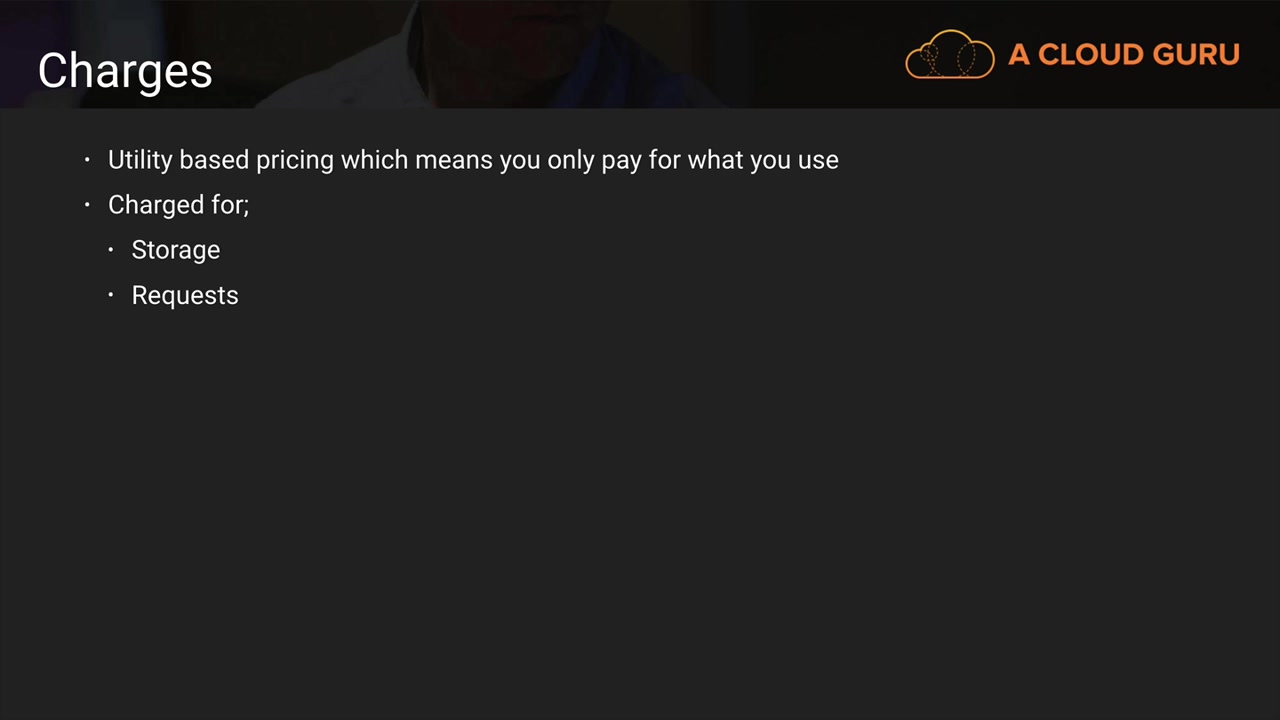 Charges
A CLOUD GURU
· Utility based pricing which means you only pay for what you use
· Charged for;
· Storage
· Requests